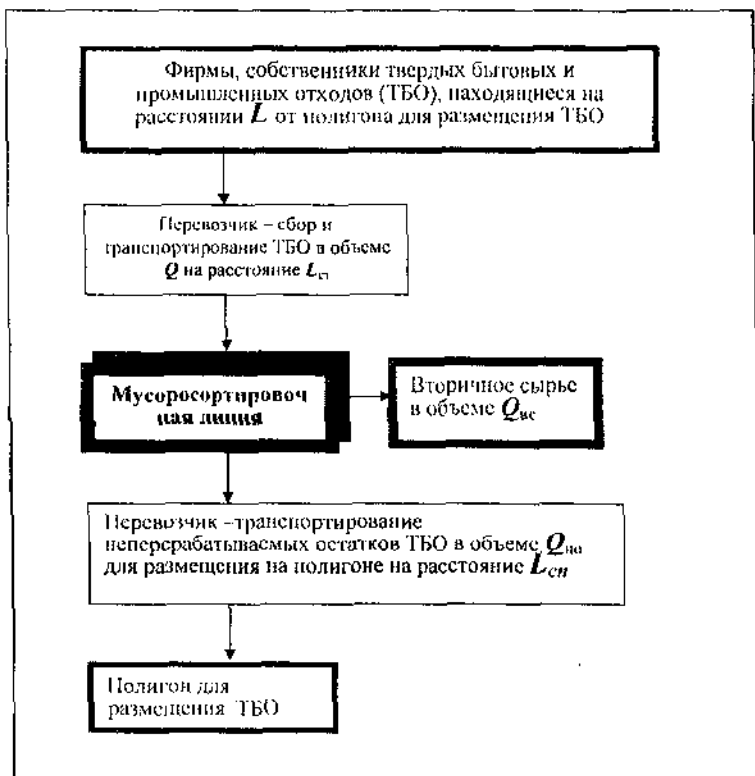 Фирмы, собственники твердых бытовых и
промышленных отходов (ТБО), находящиеся на
расстоянии L от полигона для размещения ТБО
Перевозчик – сбор и
транспортирование ТБО в объеме
Q на расстояние Lсп
Мусоросортировоч
ная линия
Вторичное сырье
в объеме Qвс
Перевозчик –транспортирование
неперерабатываемых остатков ТБО в объеме Qно
для размещения на полигоне на расстояние Lсп
Полигон для
размещения ТБО